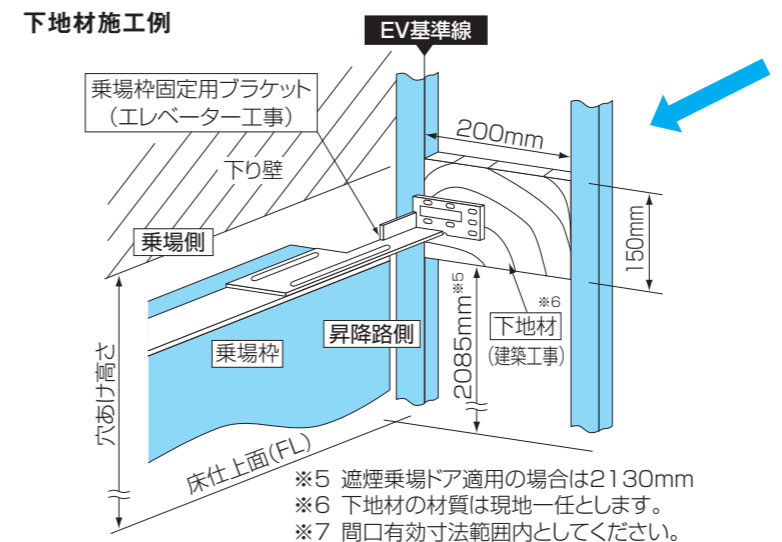 下地材施工例
EV基準線
乗場枠固定用ブラケット
（エレベーター工事）
200mm
下り壁
乗場側
150mm
※6
下地材
(建築工事)
2085mm※5
昇降路側
乗場枠
穴あけ高さ
床仕上面(FL)
※5 遮煙乗場ドア適用の場合は2130mm
※6 下地材の材質は現地一任とします。
※7 間口有効寸法範囲内としてください。